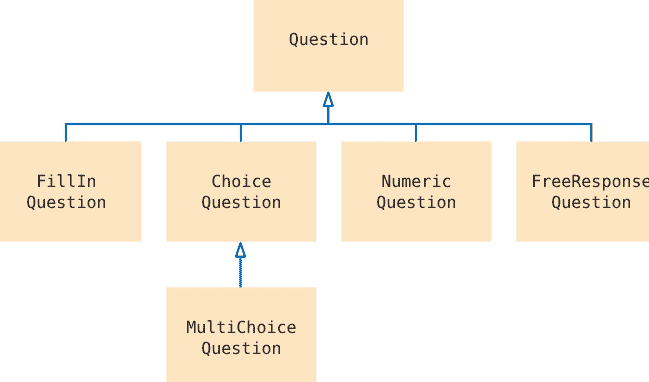 Question
FillIn
Question
Choice
Question
Numeric
Question
FreeResponse
Question
MultiChoice
Question